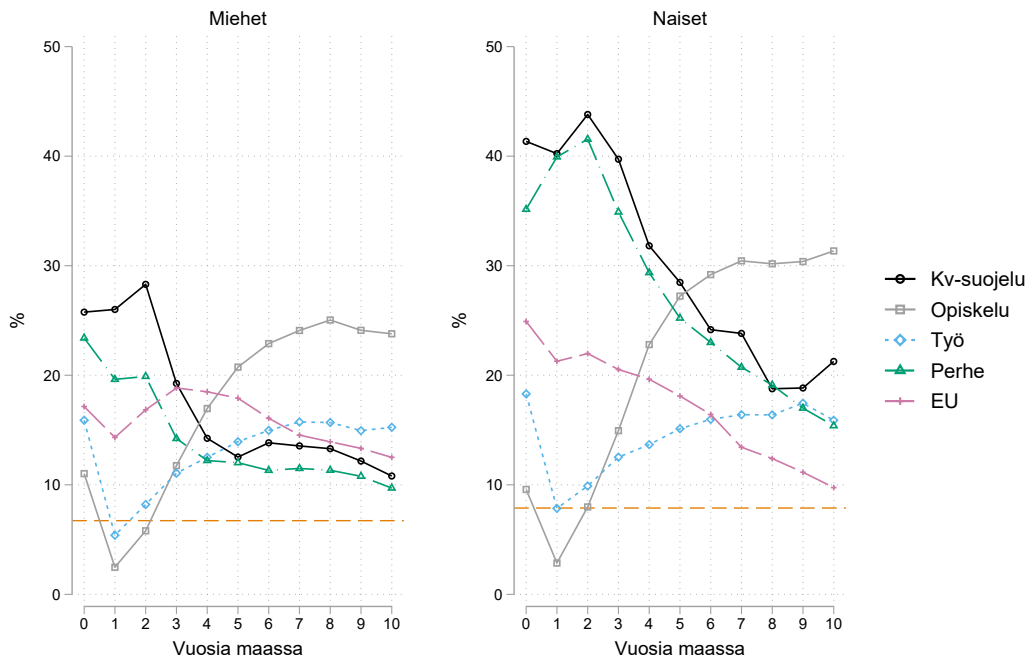 Miehet
50
40
30
20
10
0
%
0 1 2 3 4 5 6 7 8 9 10
Vuosia maassa
Naiset
50
40
30
20
10
0
%
0 1 2 3 4 5 6 7 8 9 10
Vuosia maassa
Kv-suojelu
Opiskelu
Työ
Perhe
EU